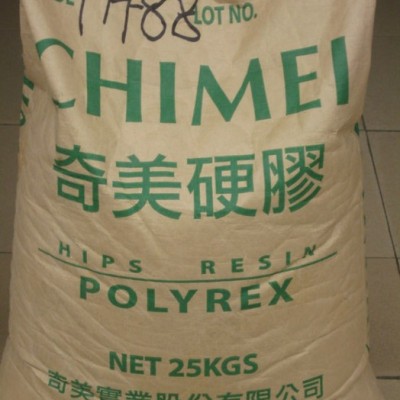 LOT NO.
CHIMEI
奇美硬膠
HIPS RESIN
POLYREX
NET 25KGS
奇美實業股份有限公司